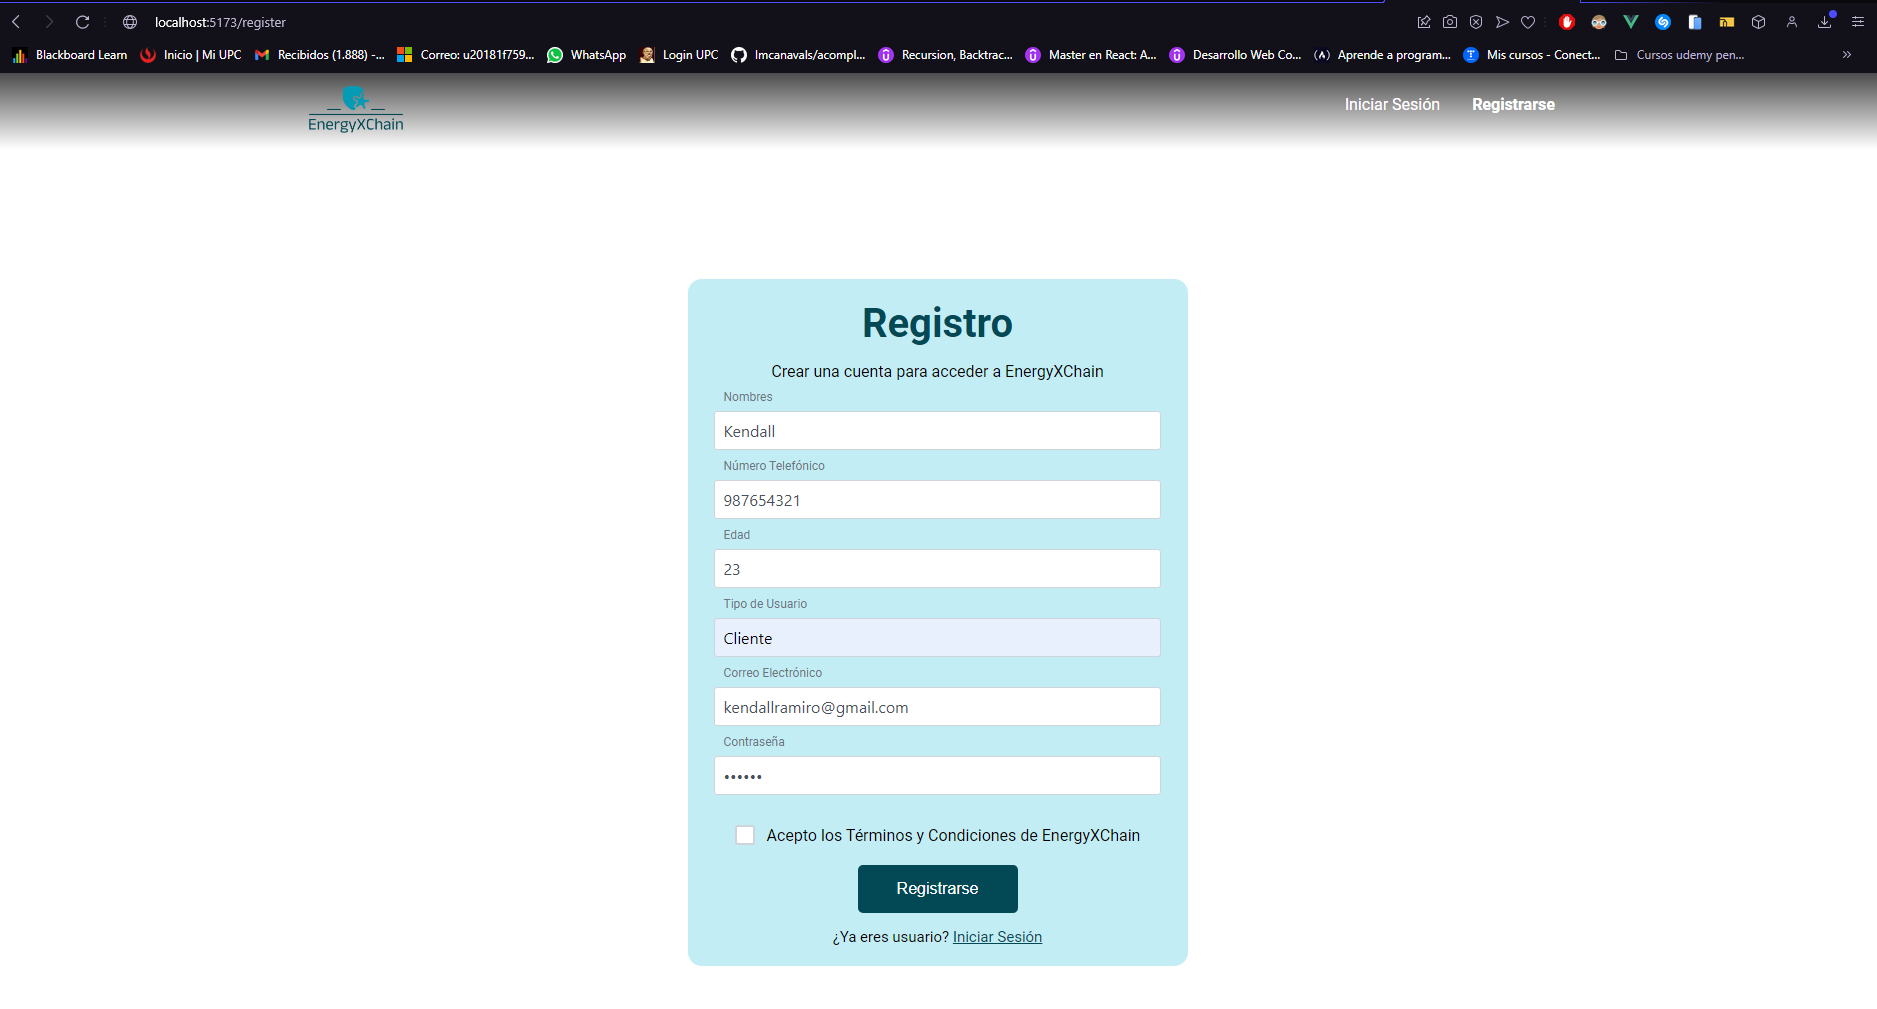 localhost:5173/register
Blackboard Learn Inicio | Mi UPC Recibidos (1.888) -... Correo: u20181f759... WhatsApp Login UPC lmcanavals/acompl... Recursion, Backtrac... Master en React: A... Desarrollo Web Co... Aprende a program... Mis cursos - Conect... Cursos udemy pen... »
EnergyXChain
Iniciar Sesión Registrarse
Registro
Crear una cuenta para acceder a EnergyXChain
Nombres
Kendall
Número Telefónico
987654321
Edad
23
Tipo de Usuario
Cliente
Correo Electrónico
kendallramiro@gmail.com
Contraseña
••••••
Acepto los Términos y Condiciones de EnergyXChain
Registrarse
¿Ya eres usuario? Iniciar Sesión